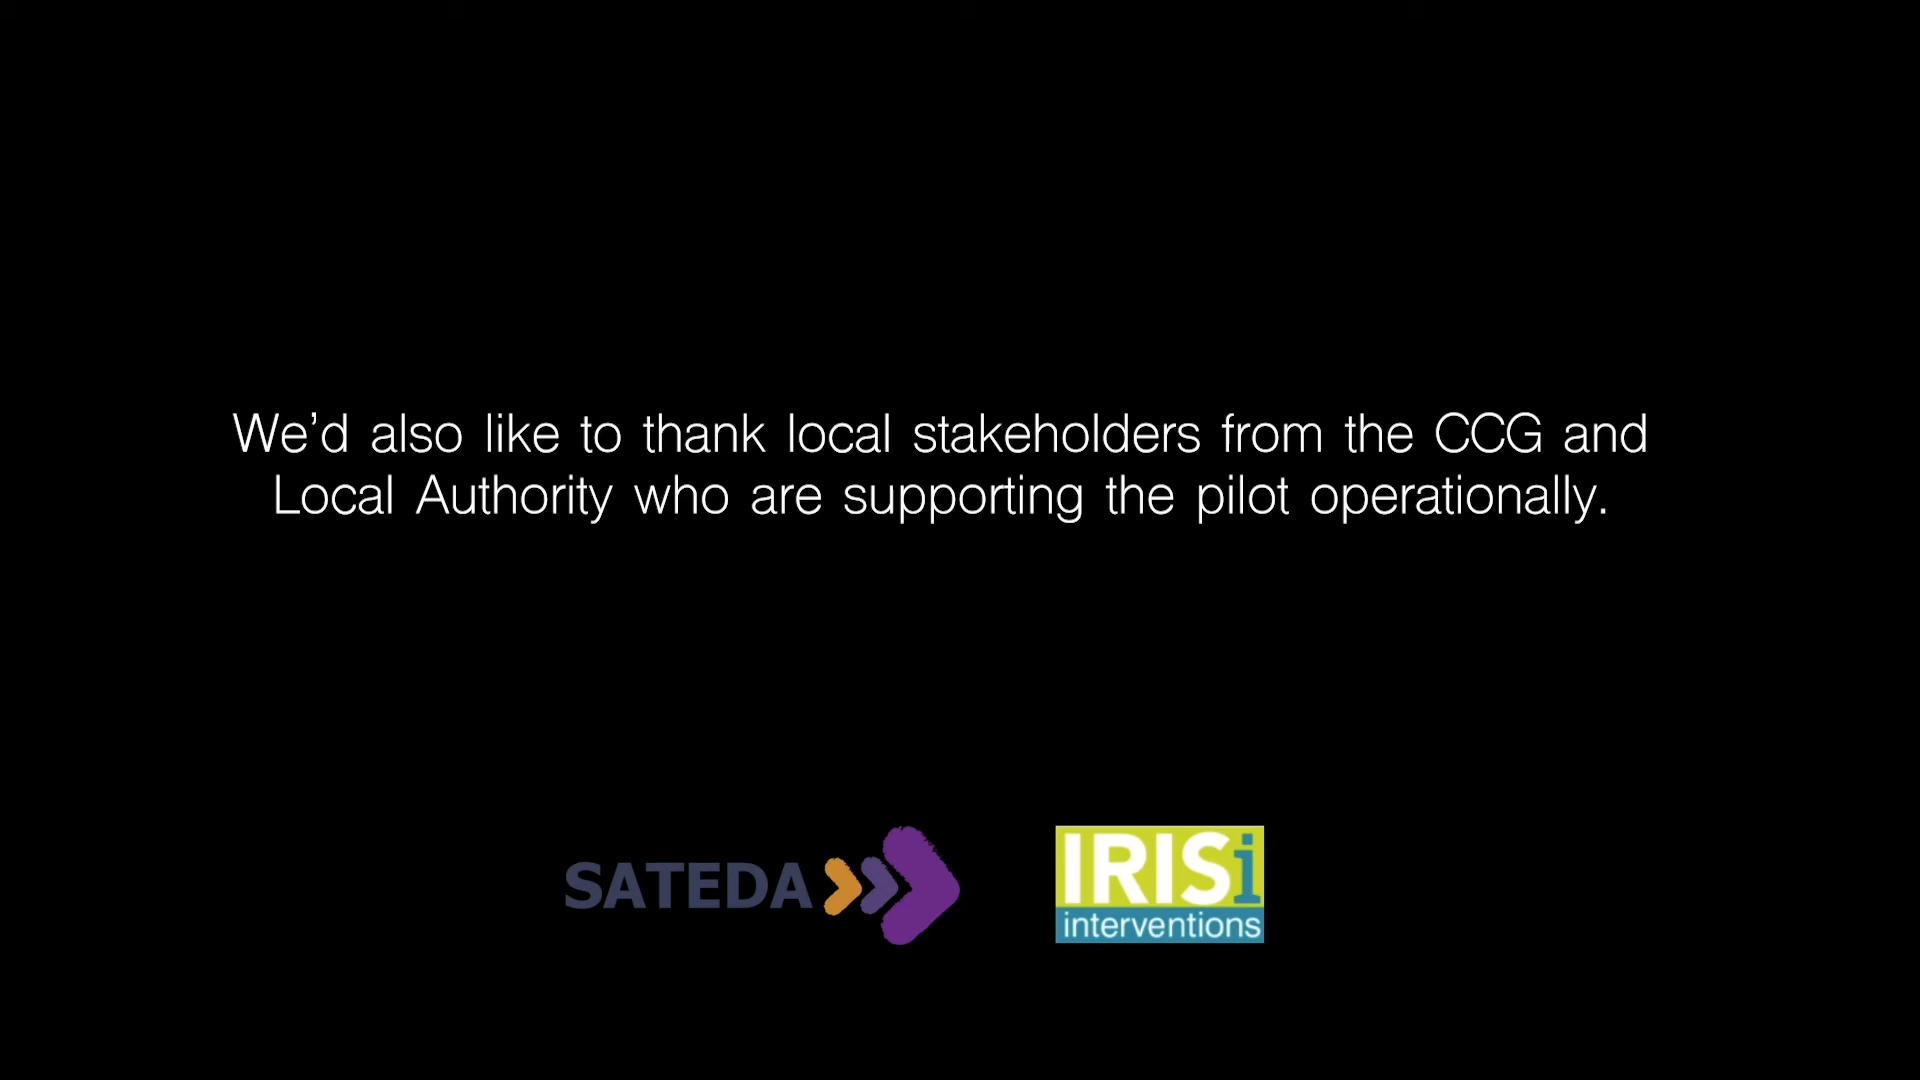 We’d also like to thank local stakeholders from the CCG and
Local Authority who are supporting the pilot operationally.
SATEDA
IRISi
interventions